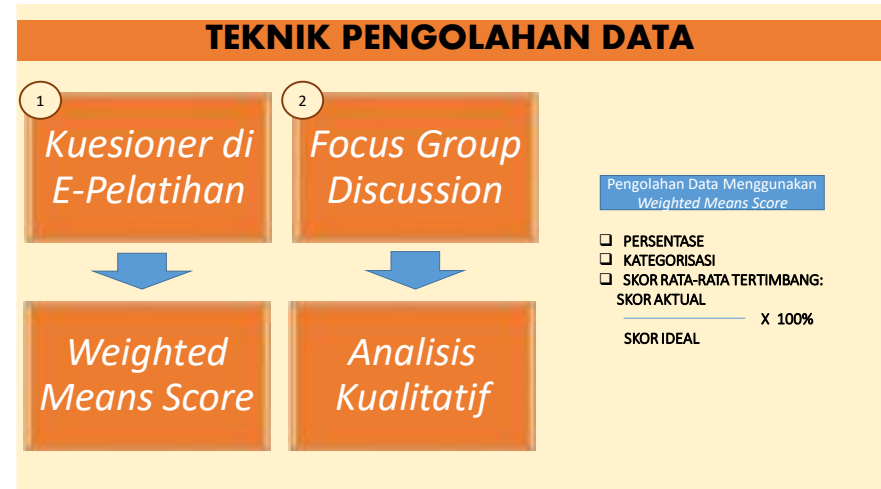 TEKNIK PENGOLAHAN DATA
1
Kuesioner di
E-Pelatihan
2
Focus Group
Discussion
Weighted
Means Score
Analisis
Kualitatif
Pengolahan Data Menggunakan
Weighted Means Score
PERSENTASE
KATEGORISASI
SKOR RATA-RATA TERTIMBANG:
SKOR AKTUAL
X 100%
SKOR IDEAL